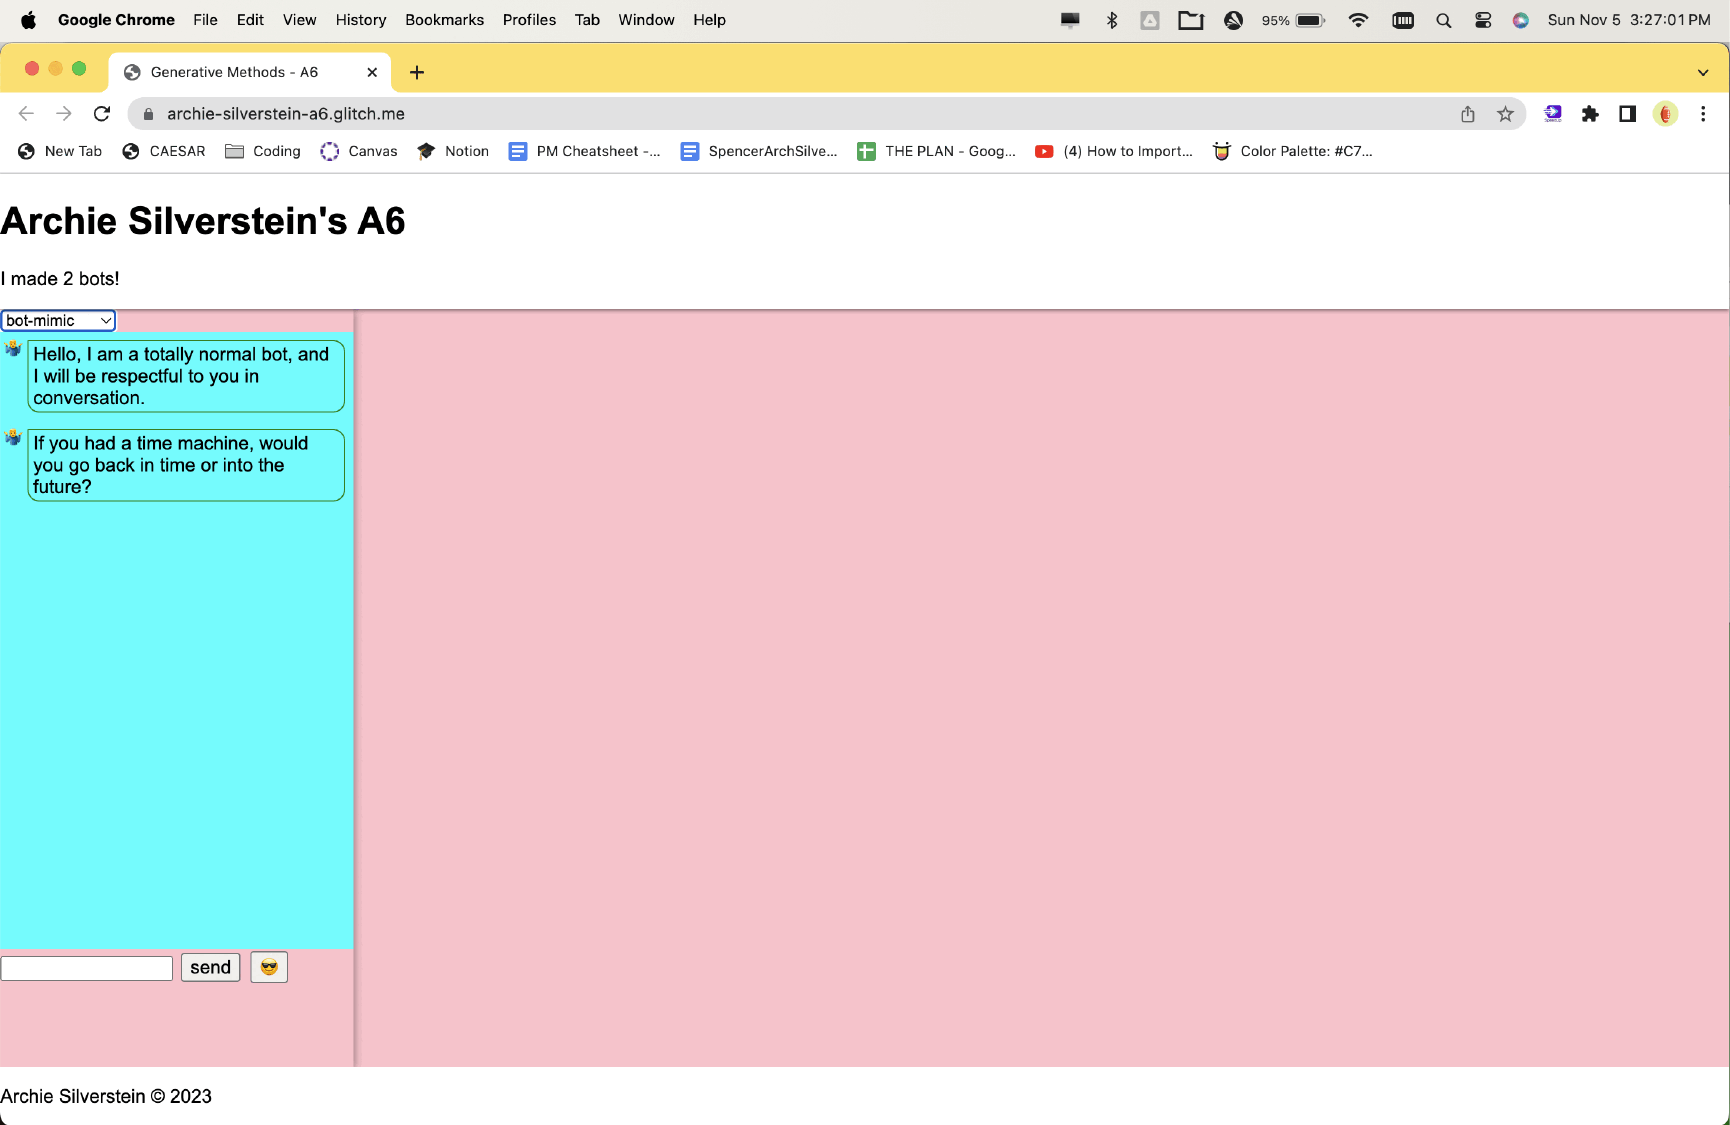 Google Chrome File Edit View History Bookmarks Profiles Tab Window Help 95% Sun Nov 5 3:27:01 PM
Generative Methods - A6
archie-silverstein-a6.glitch.me
New Tab CAESAR Coding Canvas Notion PM Cheatsheet -... SpencerArchSilve... THE PLAN - Goog... (4) How to Import... Color Palette: #C7...
Archie Silverstein's A6
I made 2 bots!
bot-mimic
Hello, I am a totally normal bot, and
I will be respectful to you in
conversation.
If you had a time machine, would
you go back in time or into the
future?
send
Archie Silverstein © 2023